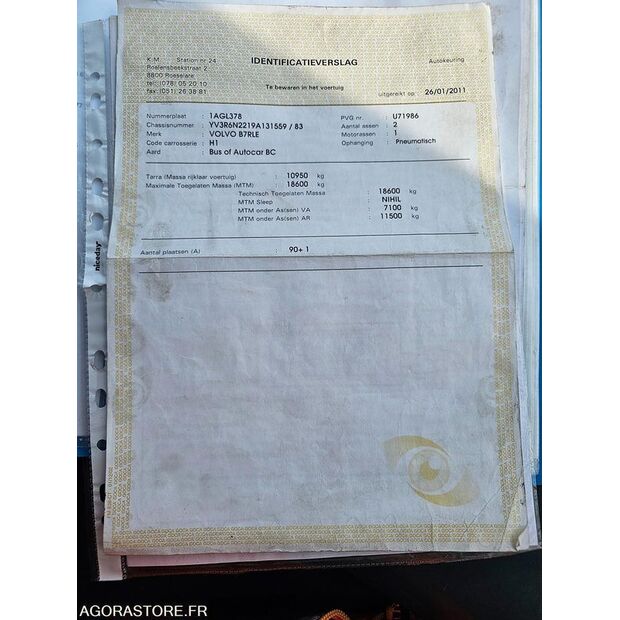 K.M. Station nr 24
Roelensbeekstraat 2
8800 Roeselare
tel: (078) 05 20 10
fax: (051) 26 38 81
IDENTIFICATIEVERSLAG
Autokeuring
Te bewaren in het voertuig
uitgereikt op : 26/01/2011
Nummerplaat : 1AGL378 PVG nr. : U71986
Chassisnummer : YV3R6N2219A131559 / 83 Aantal assen : 2
Merk : VOLVO B7RLE Motorassen : 1
Code carrosserie : H1 Ophanging : Pneumatisch
Aard : Bus of Autocar BC
Tarra (Massa rijklaar voertuig) : 10950 kg
Maximale Toegelaten Massa (MTM) : 18600 kg
Technisch Toegelaten Massa : 18600 kg
MTM Sleep : NIHIL
MTM onder As(sen) VA : 7100 kg
MTM onder As(sen) AR : 11500 kg
Aantal plaatsen (A) : 90+ 1
niceday
AGORASTORE.FR